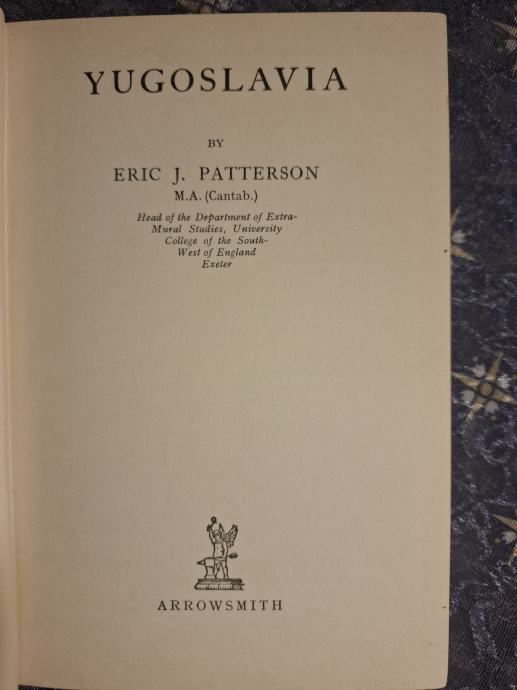 YUGOSLAVIA
BY
ERIC J. PATTERSON
M.A. (Cantab.)
Head of the Department of Extra-
Mural Studies, University
College of the South-
West of England
Exeter
ARROWSMITH